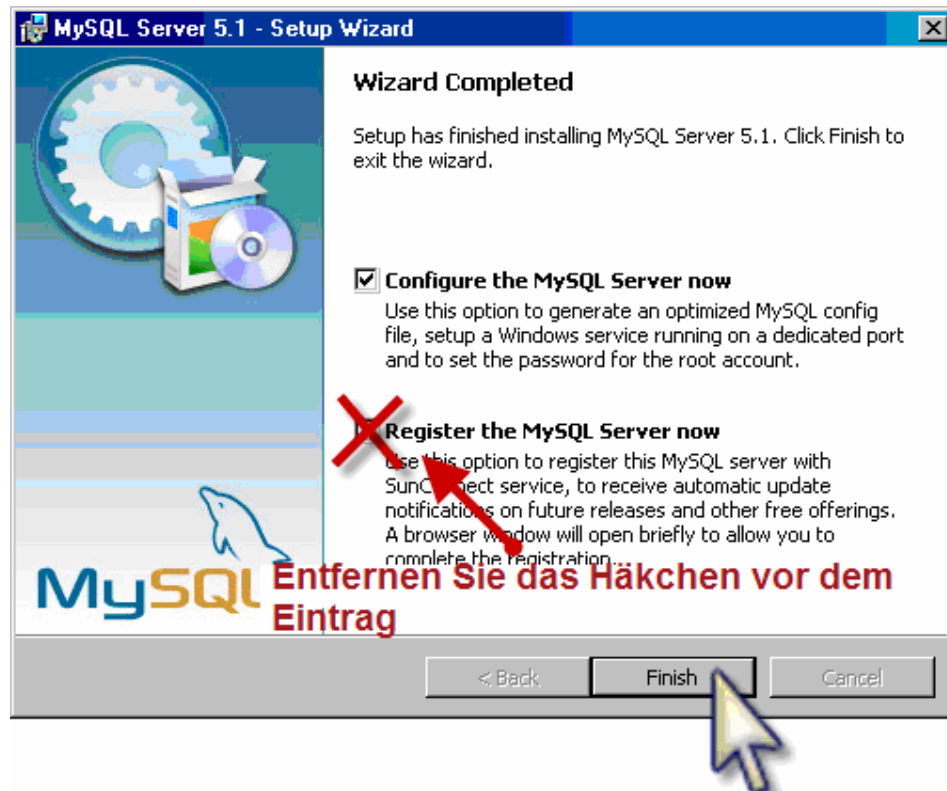 MySQL Server 5.1 - Setup Wizard
Wizard Completed
Setup has finished installing MySQL Server 5.1. Click Finish to
exit the wizard.
Configure the MySQL Server now
Use this option to generate an optimized MySQL config
file, setup a Windows service running on a dedicated port
and to set the password for the root account.
Register the MySQL Server now
Use this option to register this MySQL server with
SunConnect service, to receive automatic update
notifications on future releases and other free offerings.
A browser window will open briefly to allow you to
complete the registration.
Entfernen Sie das Häkchen vor dem
Eintrag
MySQL
< Back
Finish
Cancel